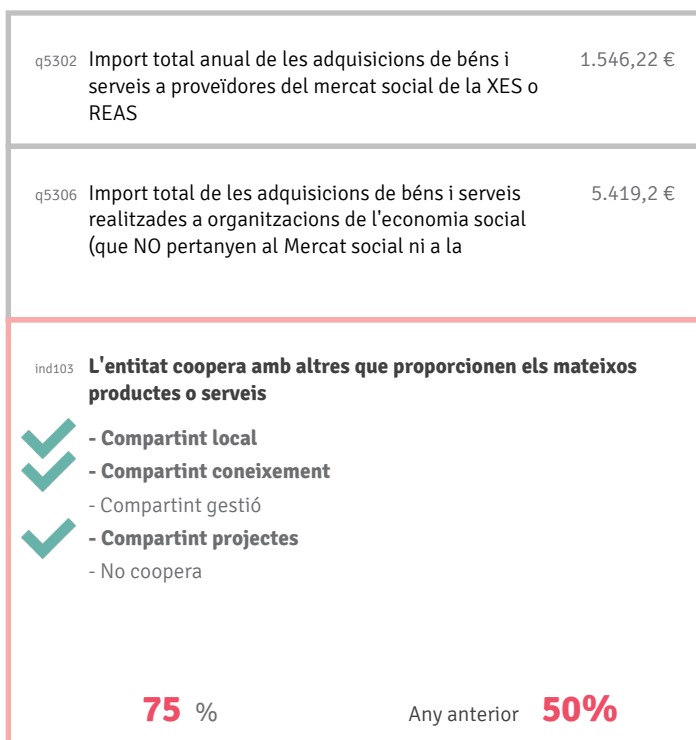 q5302 Import total anual de les adquisicions de béns i 1.546,22 €
serveis a proveïdores del mercat social de la XES o
REAS
q5306 Import total de les adquisicions de béns i serveis 5.419,2 €
realitzades a organitzacions de l'economia social
(que NO pertanyen al Mercat social ni a la
ind103 L'entitat coopera amb altres que proporcionen els mateixos
productes o serveis
- Compartint local
- Compartint coneixement
- Compartint gestió
- Compartint projectes
- No coopera
75 % Any anterior 50%